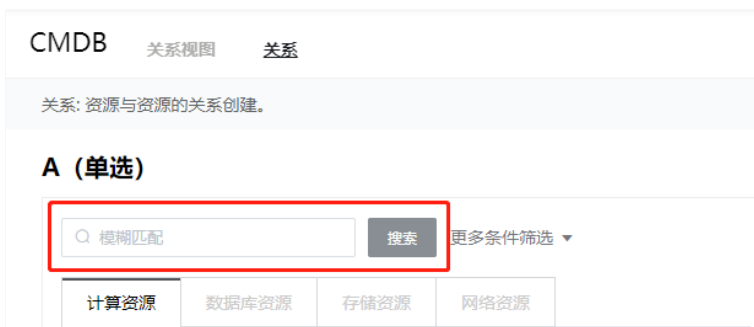 CMDB 关系视图 关系
关系: 资源与资源的关系创建。
A（单选）
模糊匹配 搜索 更多条件筛选
计算资源 数据库资源 存储资源 网络资源